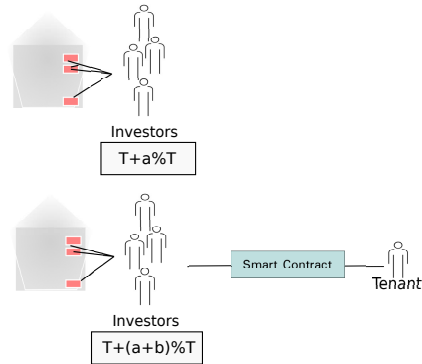 Investors
T+a%T
Smart Contract
Tenant
Investors
T+(a+b)%T